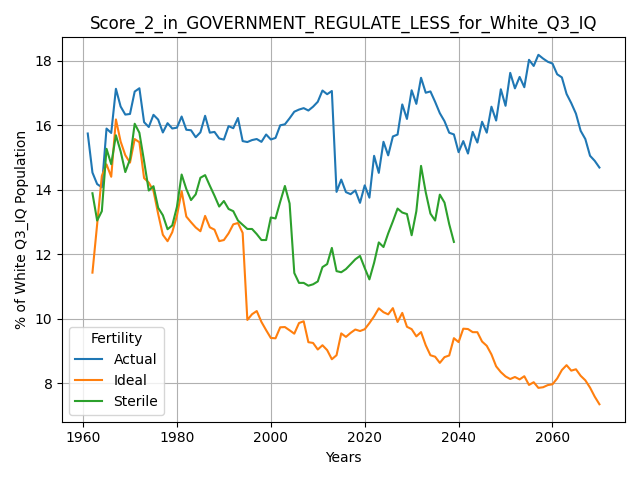 Score_2_in_GOVERNMENT_REGULATE_LESS_for_White_Q3_IQ
% of White Q3_IQ Population
18
16
14
12
10
8
Fertility
Actual
Ideal
Sterile
1960 1980 2000 2020 2040 2060
Years